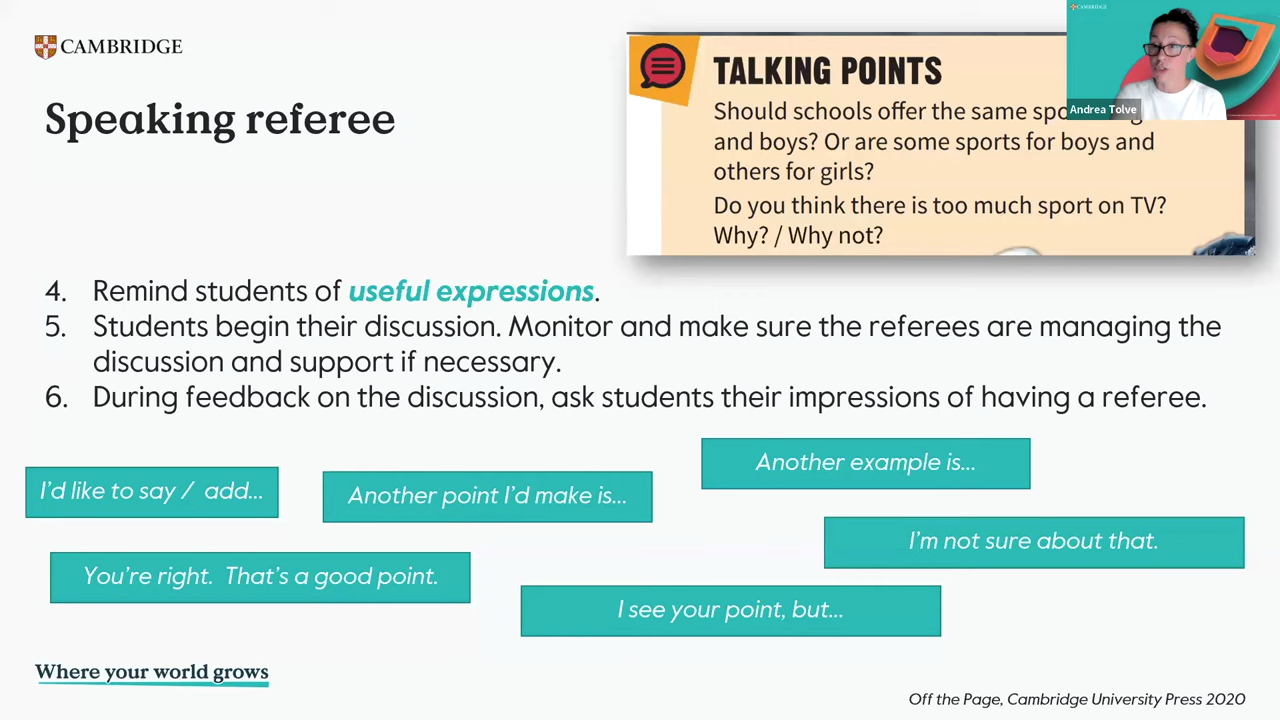 CAMBRIDGE
Speaking referee
TALKING POINTS
Should schools offer the same
and boys? Or are some sports for boys and
others for girls?
Do you think there is too much sport on TV?
Why? / Why not?
CAMBRIDGE
Andrea Tolve
4. Remind students of useful expressions.
5. Students begin their discussion. Monitor and make sure the referees are managing the
discussion and support if necessary.
6. During feedback on the discussion, ask students their impressions of having a referee.
Another example is...
I'd like to say / add...
Another point I'd make is...
I'm not sure about that.
You're right. That's a good point.
I see your point, but...
Where your world grows
Off the Page, Cambridge University Press 2020